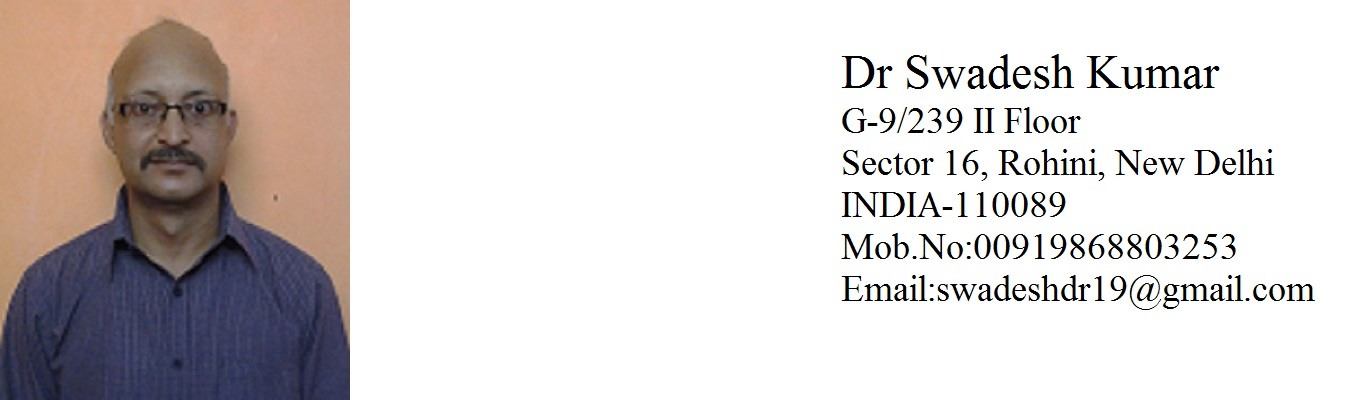 Dr Swadesh Kumar
G-9/239 II Floor
Sector 16, Rohini, New Delhi
INDIA-110089
Mob.No:00919868803253
Email:swadeshdr19@gmail.com